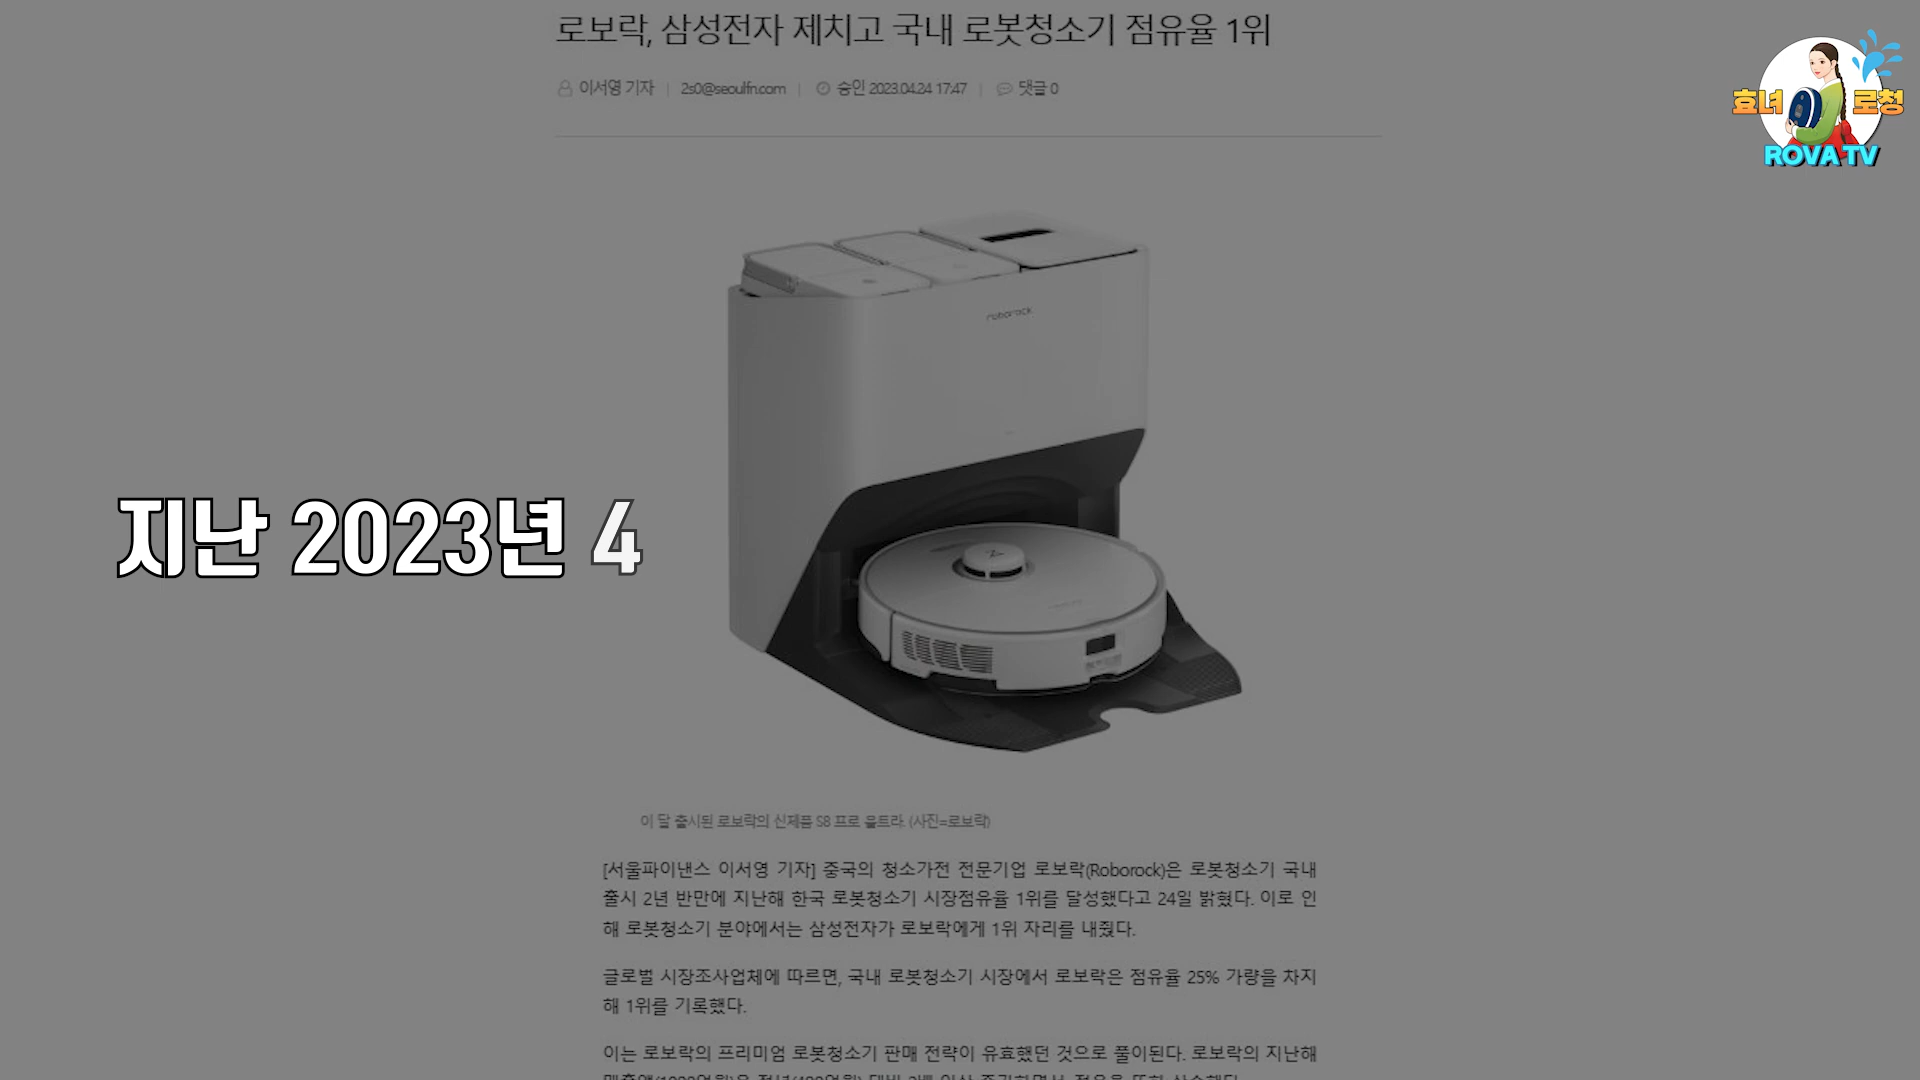 로보락, 삼성전자 제치고 국내 로봇청소기 점유율 1위
이서영 기자 | 2s0@seoulfn.com | 승인 2023.04.24 17:47 | 댓글 0
효녀 로청
ROVA TV
roborock
지난 2023년 4
이 달 출시된 로보락의 신제품 S8 프로 울트라. (사진=로보락)
[서울파이낸스 이서영 기자] 중국의 청소가전 전문기업 로보락(Roborock)은 로봇청소기 국내
출시 2년 반만에 지난해 한국 로봇청소기 시장점유율 1위를 달성했다고 24일 밝혔다. 이로 인
해 로봇청소기 분야에서는 삼성전자가 로보락에게 1위 자리를 내줬다.
글로벌 시장조사업체에 따르면, 국내 로봇청소기 시장에서 로보락은 점유율 25% 가량을 차지
해 1위를 기록했다.
이는 로보락의 프리미엄 로봇청소기 판매 전략이 유효했던 것으로 풀이된다. 로보락의 지난해